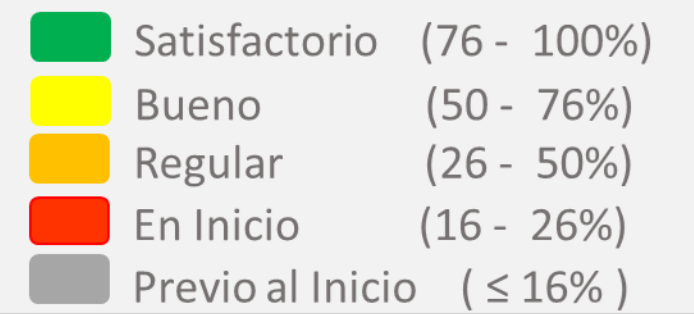 Satisfactorio (76 - 100%)
Bueno (50 - 76%)
Regular (26 - 50%)
En Inicio (16 - 26%)
Previo al Inicio ( ≤ 16% )